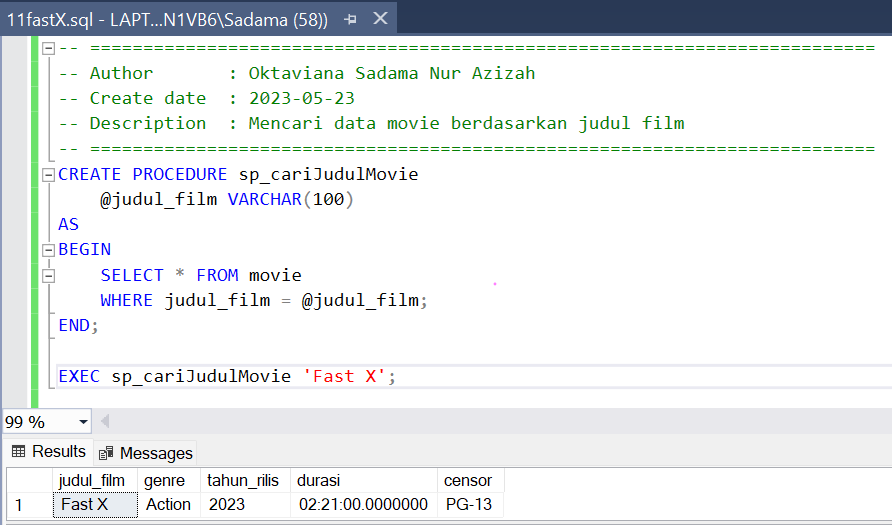 11fastX.sql - LAPT...N1VB6\Sadama (58))
-- ==========================================================================
-- Author       : Oktaviana Sadama Nur Azizah
-- Create date  : 2023-05-23
-- Description  : Mencari data movie berdasarkan judul film
-- ==========================================================================
CREATE PROCEDURE sp_cariJudulMovie
    @judul_film VARCHAR(100)
AS
BEGIN
    SELECT * FROM movie
    WHERE judul_film = @judul_film;
END;
EXEC sp_cariJudulMovie 'Fast X';
99 %
Results Messages
judul_film genre tahun_rilis durasi censor
1 Fast X Action 2023 02:21:00.0000000 PG-13